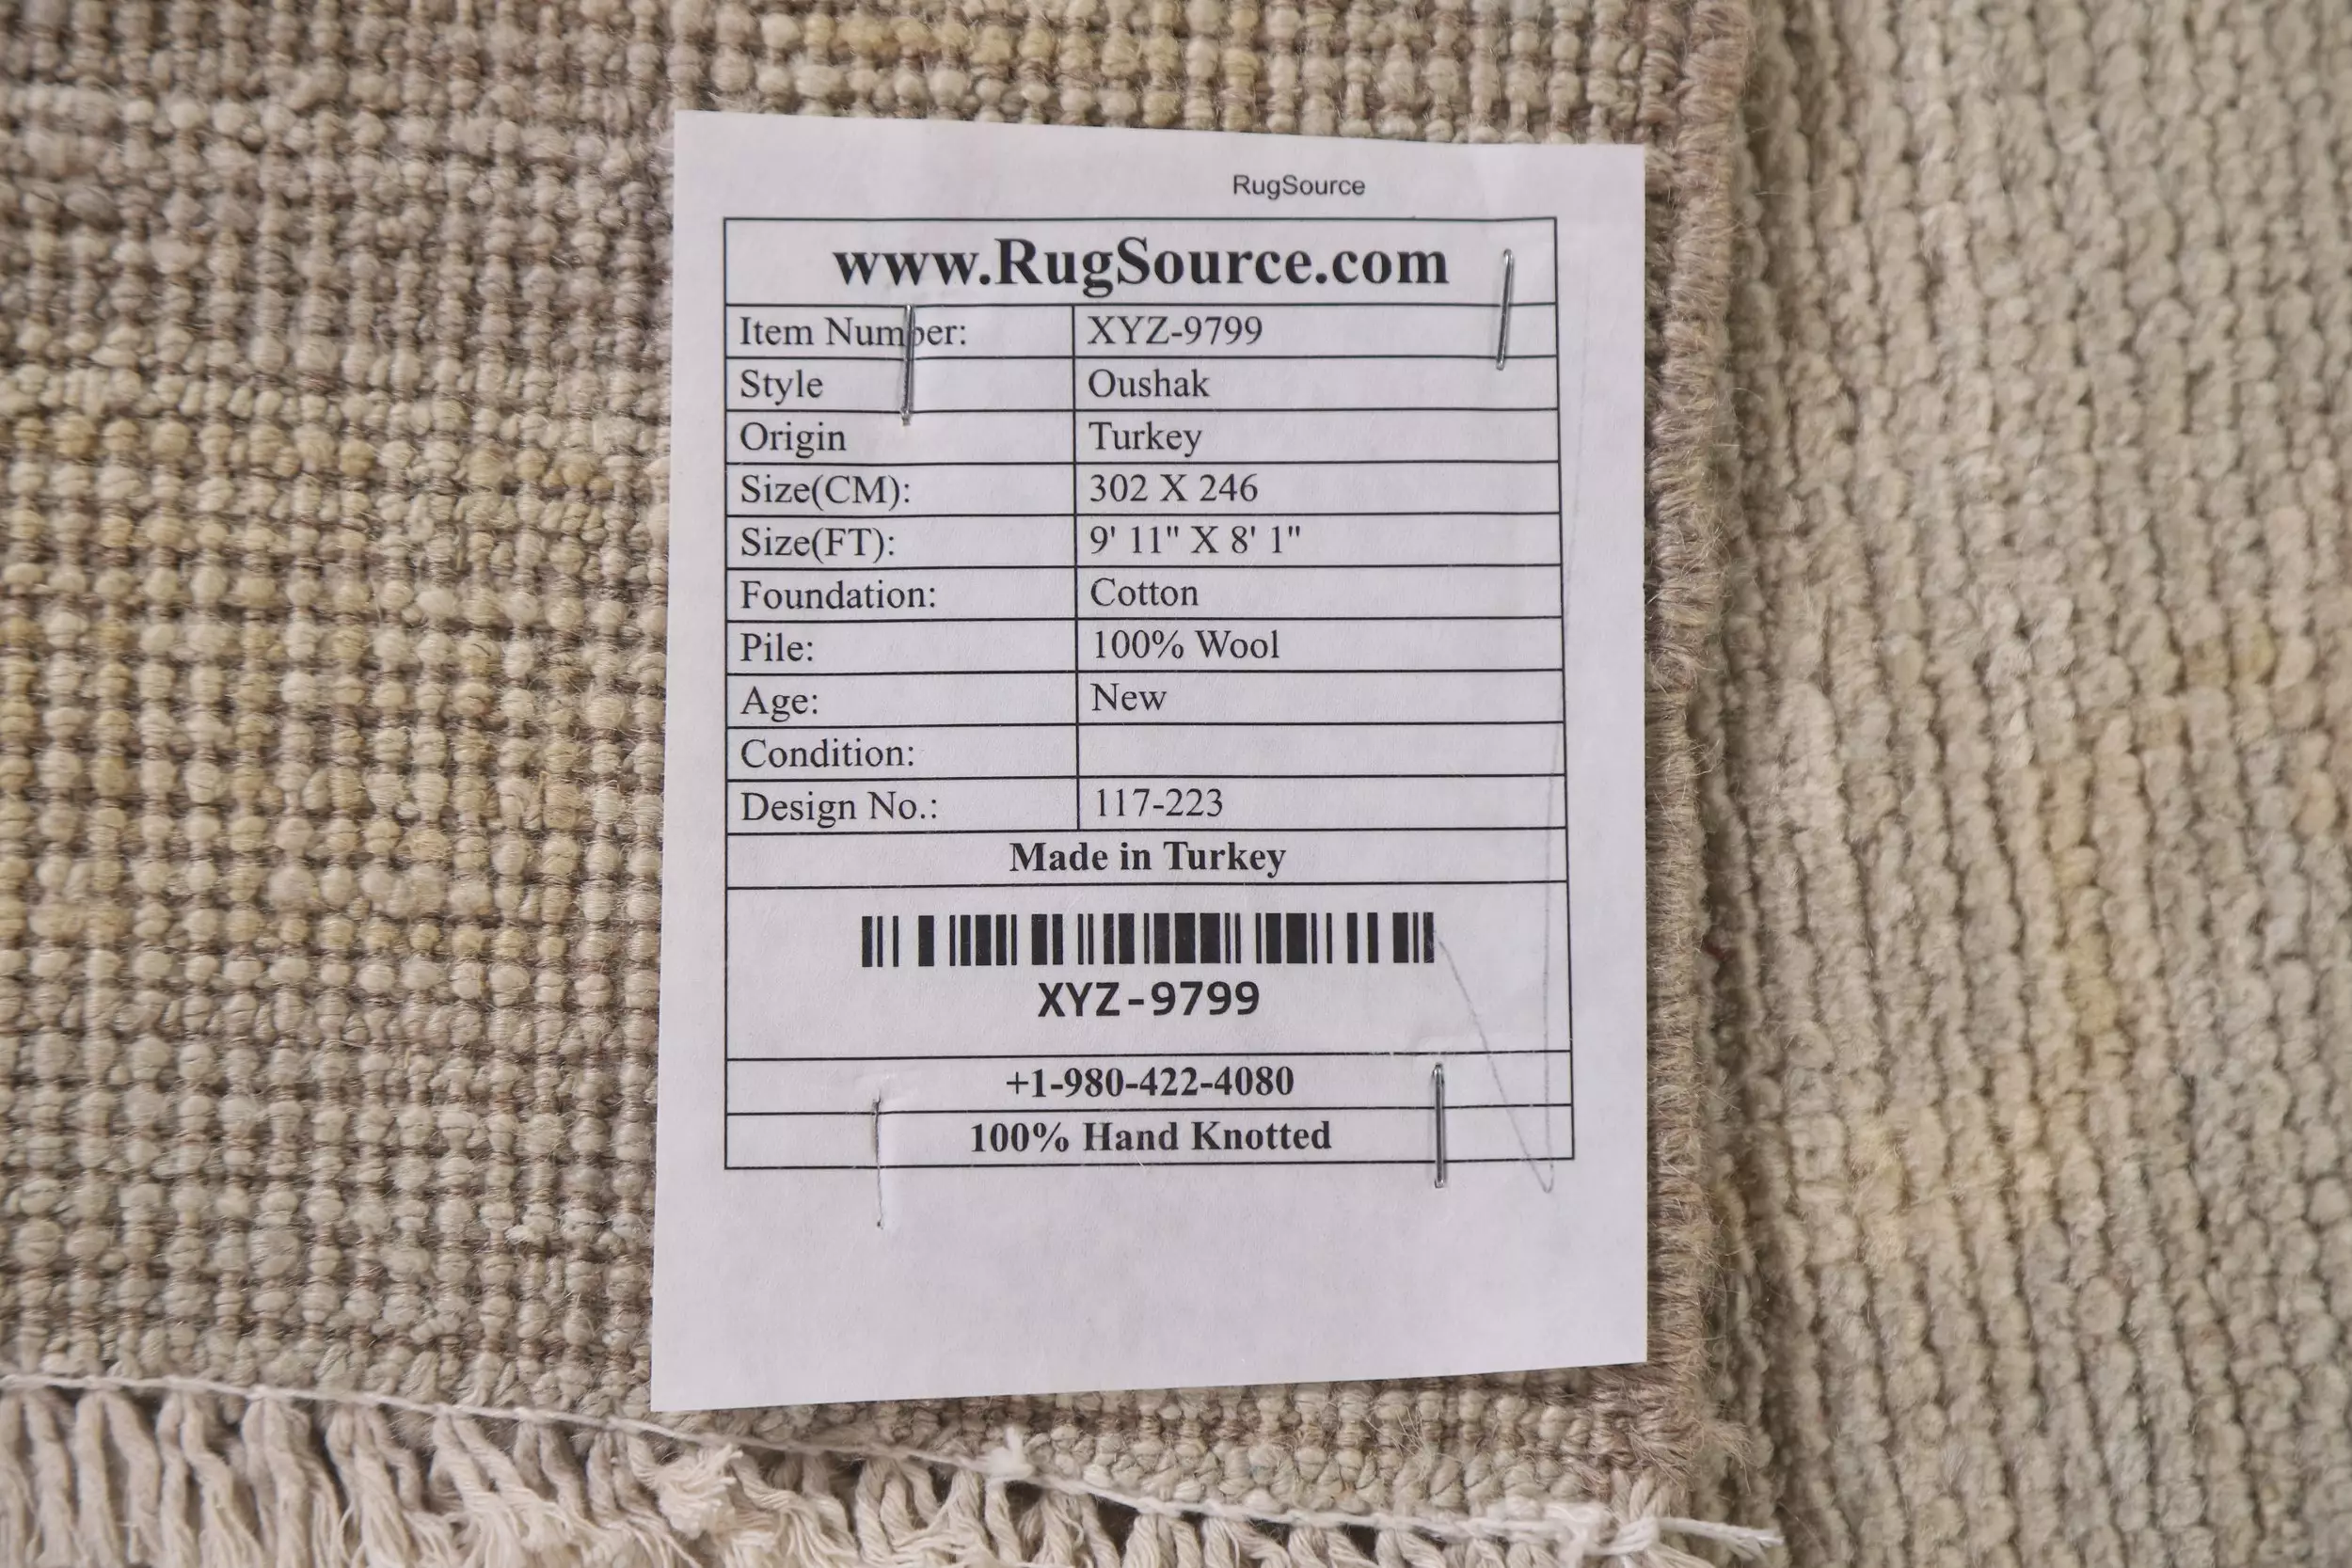 RugSource
www.RugSource.com
Item Number: XYZ-9799
Style Oushak
Origin Turkey
Size(CM): 302 X 246
Size(FT): 9' 11" X 8' 1"
Foundation: Cotton
Pile: 100% Wool
Age: New
Condition:
Design No.: 117-223
Made in Turkey
XYZ-9799
+1-980-422-4080
100% Hand Knotted